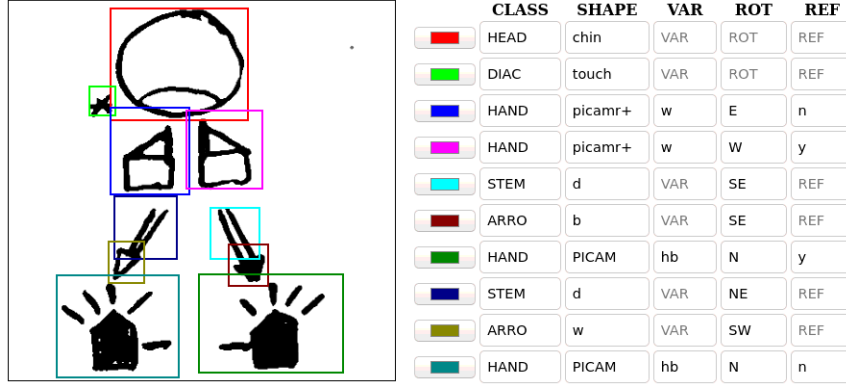 CLASS SHAPE VAR ROT REF
HEAD chin VAR ROT REF
DIAC touch VAR ROT REF
HAND picamr+ w E n
HAND picamr+ w W y
STEM d VAR SE REF
ARRO b VAR SE REF
HAND PICAM hb N y
STEM d VAR NE REF
ARRO w VAR SW REF
HAND PICAM hb N n